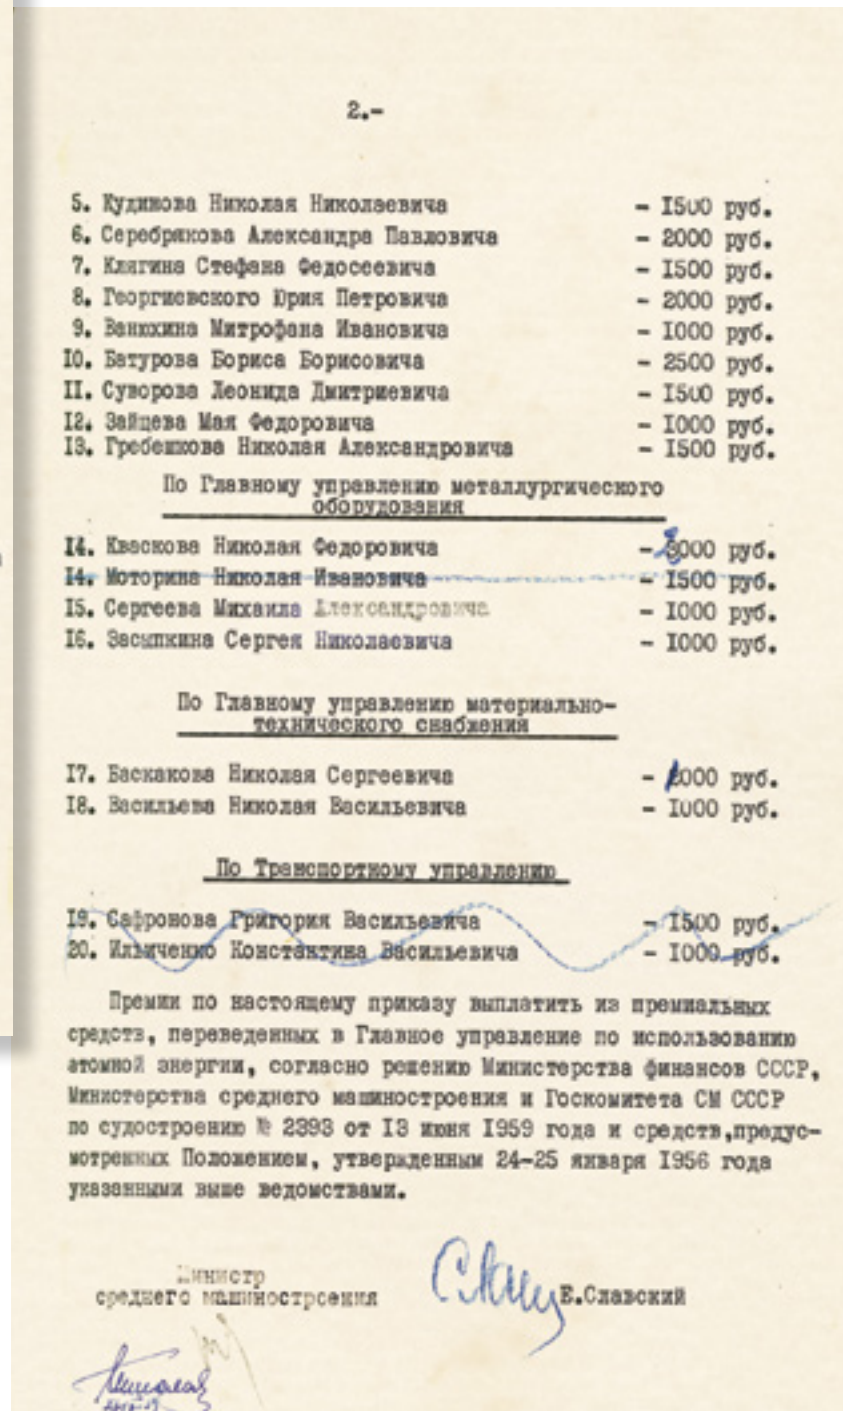 2.-
5. Кудинова Николая Николаевича - 1500 руб.
6. Серебрякова Александра Павловича - 2000 руб.
7. Клягина Стефана Федосеевича - 1500 руб.
8. Георгиевского Юрия Петровича - 2000 руб.
9. Ванюхина Митрофана Ивановича - 1000 руб.
10. Батурова Бориса Борисовича - 2500 руб.
11. Суворова Леонида Дмитриевича - 1500 руб.
12. Зайцева Мая Федоровича - 1000 руб.
13. Гребешкова Николая Александровича - 1500 руб.
По Главному управлению металлургического
оборудования
14. Кваскова Николая Федоровича - 2000 руб.
14. Моторина Николая Ивановича - 1500 руб.
15. Сергеева Михаила Александровича - 1000 руб.
16. Засыпкина Сергея Николаевича - 1000 руб.
По Главному управлению материально-
технического снабжения
17. Баскакова Николая Сергеевича - 1000 руб.
18. Васильева Николая Васильевича - 1000 руб.
По Транспортному управлению
19. Сафронова Григория Васильевича - 1500 руб.
20. Ильиченко Константина Васильевича - 1000 руб.
Премии по настоящему приказу выплатить из премиальных
средств, переведенных в Главное управление по использованию
атомной энергии, согласно решению Министерства финансов СССР,
Министерства среднего машиностроения и Госкомитета СМ СССР
по судостроению № 2393 от 13 июня 1959 года и средств,предус-
мотренных Положением, утвержденным 24-25 января 1956 года
указанными выше ведомствами.
Министр
среднего машиностроения Е.Славский